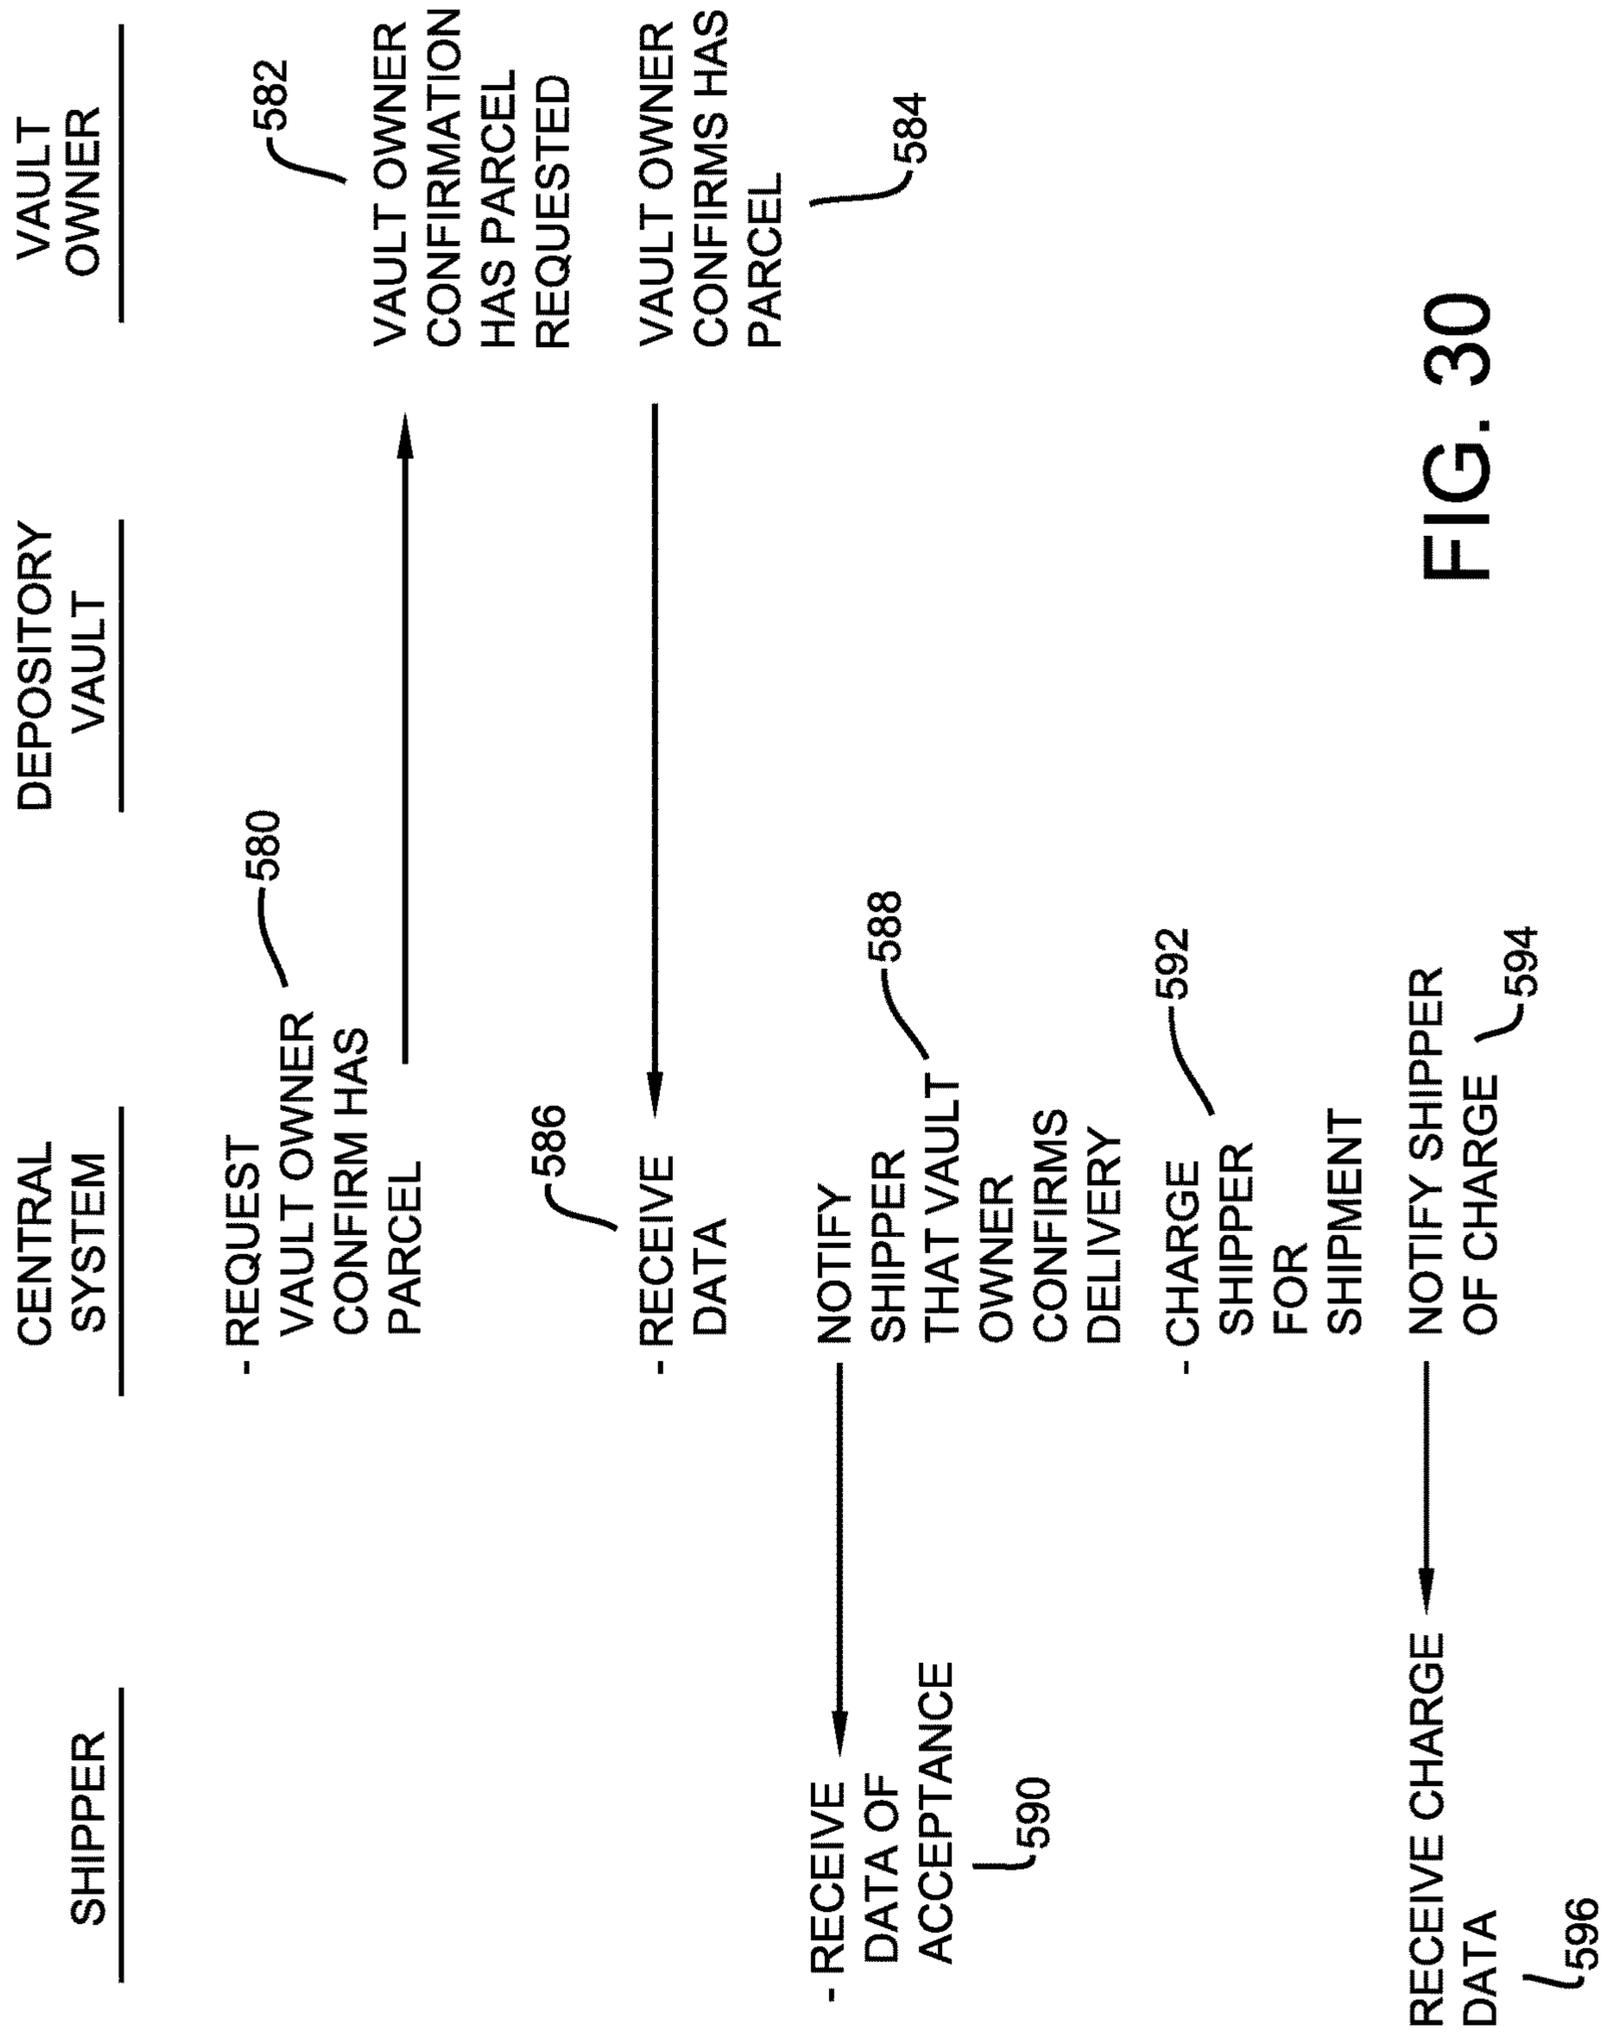 SHIPPER
CENTRAL
SYSTEM
DEPOSITORY
VAULT
VAULT
OWNER
- REQUEST
VAULT OWNER
CONFIRM HAS
PARCEL
580
582
VAULT OWNER
CONFIRMATION
HAS PARCEL
REQUESTED
VAULT OWNER
CONFIRMS HAS
PARCEL
584
586
- RECEIVE
DATA
NOTIFY
SHIPPER
THAT VAULT
OWNER
CONFIRMS
DELIVERY
588
- RECEIVE
DATA OF
ACCEPTANCE
590
- CHARGE
SHIPPER
FOR
SHIPMENT
592
NOTIFY SHIPPER
OF CHARGE
594
RECEIVE CHARGE
DATA
596
FIG. 30